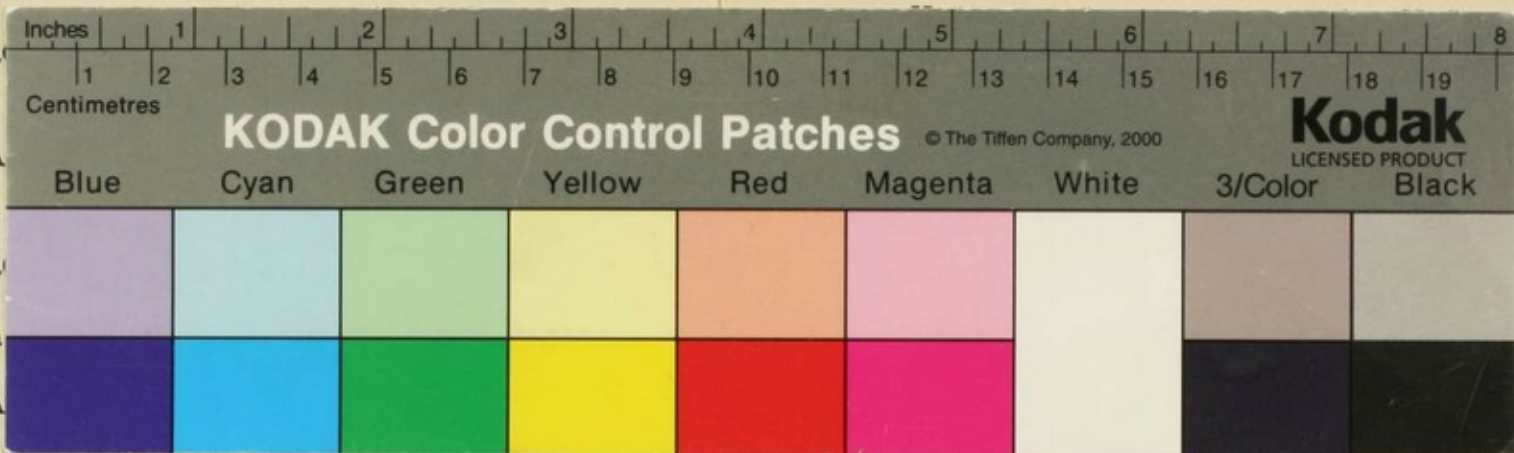 Inches 1 2 3 4 5 6 7 8
1 2 3 4 5 6 7 8 9 10 11 12 13 14 15 16 17 18 19
Centimetres
KODAK Color Control Patches © The Tiffen Company, 2000 Kodak
LICENSED PRODUCT
Blue Cyan Green Yellow Red Magenta White 3/Color Black